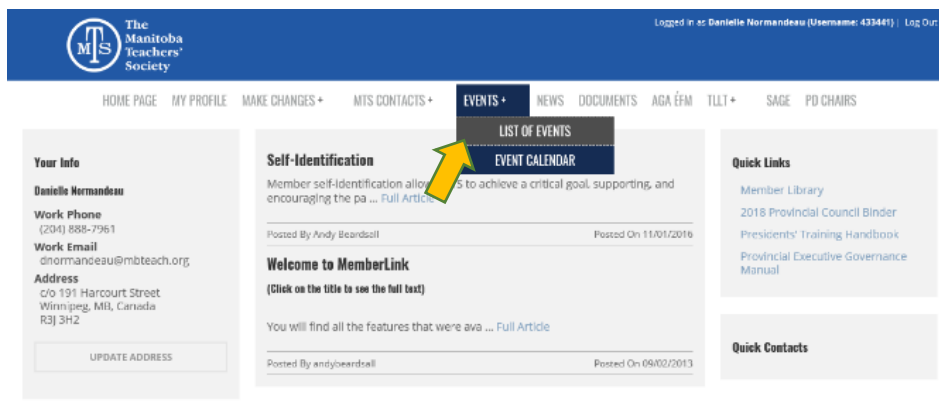 The
Manitoba
Teachers'
Society
MTS
Logged in as Danielle Normandeau (Username: 433441) | Log Out
HOME PAGE MY PROFILE MAKE CHANGES + MTS CONTACTS + EVENTS + NEWS DOCUMENTS AGA ÉFM TLLT + SAGE PD CHAIRS
LIST OF EVENTS
EVENT CALENDAR
Your Info
Danielle Normandeau
Work Phone
(204) 888-7961
Work Email
dnormandeau@mbteach.org
Address
c/o 191 Harcourt Street
Winnipeg, MB, Canada
R3J 3H2
UPDATE ADDRESS
Self-Identification
Member self-identification allow S to achieve a critical goal, supporting, and
encouraging the pa ... Full Article
Posted By Andy Beardsall Posted On 11/01/2016
Welcome to MemberLink
(Click on the title to see the full text)
You will find all the features that were ava ... Full Article
Posted By andybeardsall Posted On 09/02/2013
Quick Links
Member Library
2018 Provincial Council Binder
Presidents' Training Handbook
Provincial Executive Governance
Manual
Quick Contacts